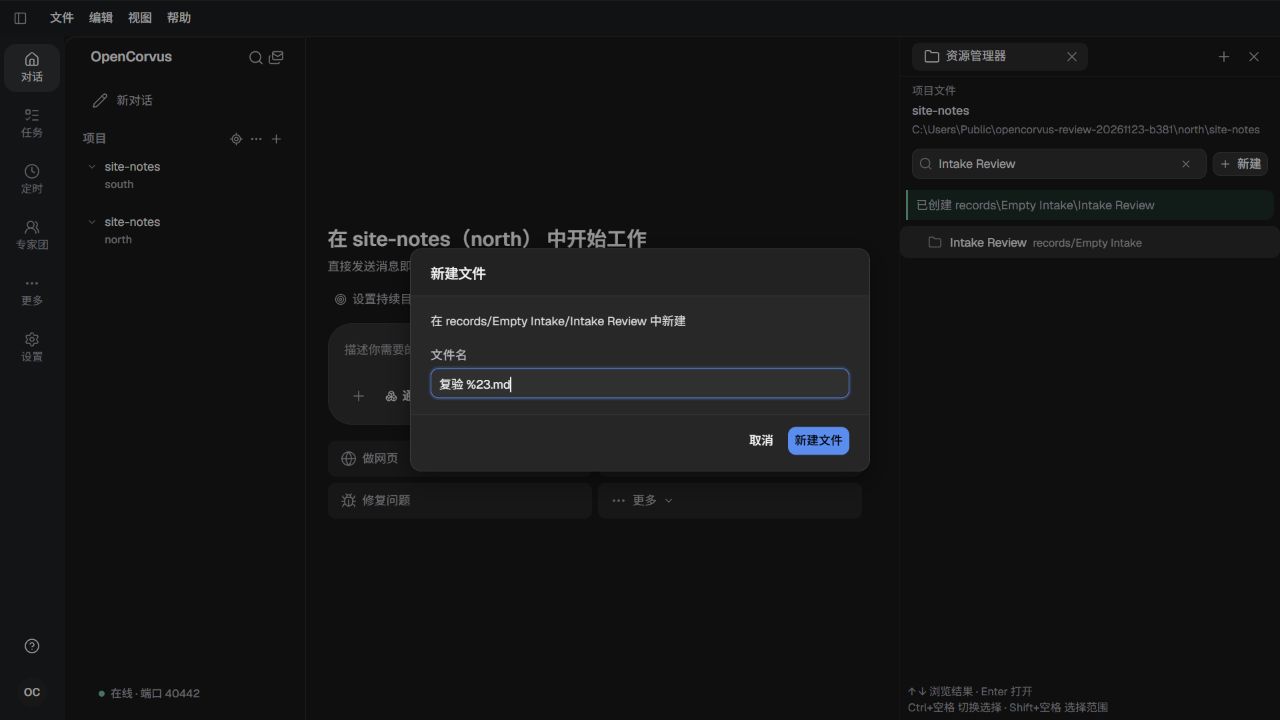 文件 编辑 视图 帮助
对话
任务
定时
专家团
更多
设置
OC
OpenCorvus
新对话
项目
site-notes
south
site-notes
north
在线 · 端口 40442
在 site-notes（north） 中开始工作
直接发送消息即
设置持续目
描述你需要的
做网页
修复问题
更多
新建文件
在 records/Empty Intake/Intake Review 中新建
文件名
复验 %23.md
取消
新建文件
资源管理器
项目文件
site-notes
C:\Users\Public\opencorvus-review-20261123-b381\north\site-notes
Intake Review
新建
已创建 records\Empty Intake\Intake Review
Intake Review records/Empty Intake
↑↓ 浏览结果 · Enter 打开
Ctrl+空格 切换选择 · Shift+空格 选择范围